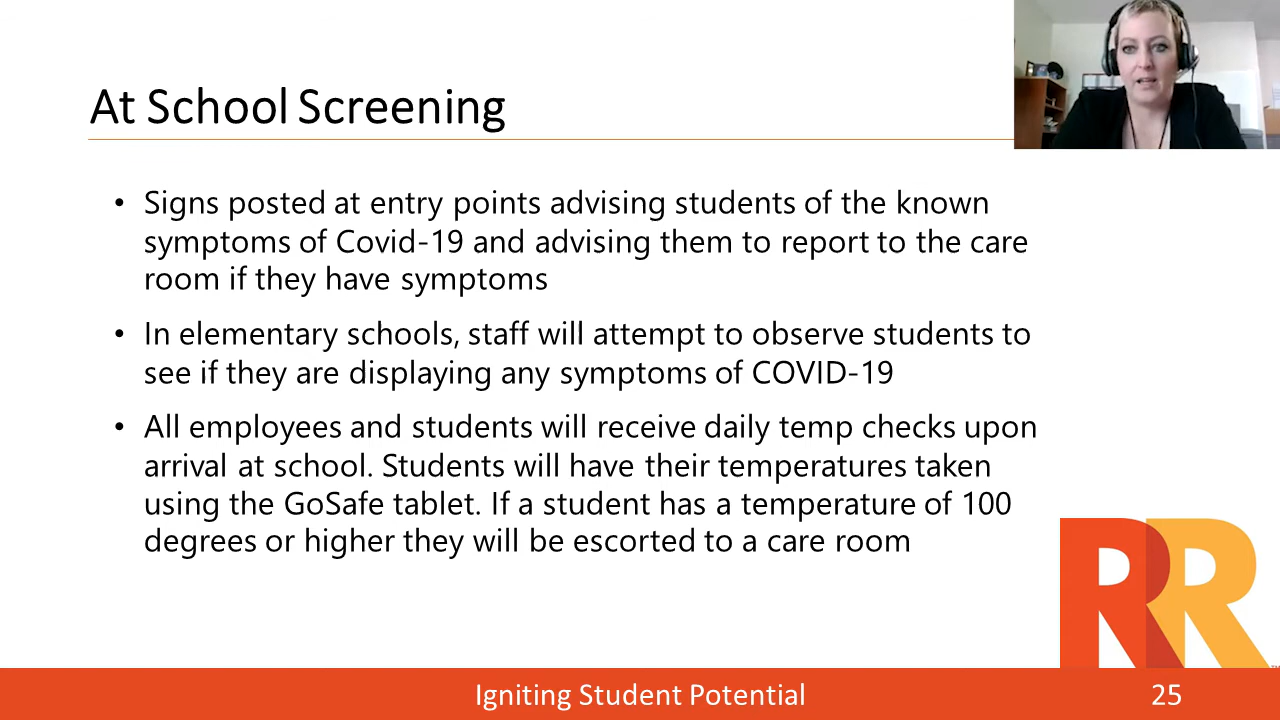 At School Screening
• Signs posted at entry points advising students of the known
symptoms of Covid-19 and advising them to report to the care
room if they have symptoms
• In elementary schools, staff will attempt to observe students to
see if they are displaying any symptoms of COVID-19
• All employees and students will receive daily temp checks upon
arrival at school. Students will have their temperatures taken
using the GoSafe tablet. If a student has a temperature of 100
degrees or higher they will be escorted to a care room
RR
Igniting Student Potential
25